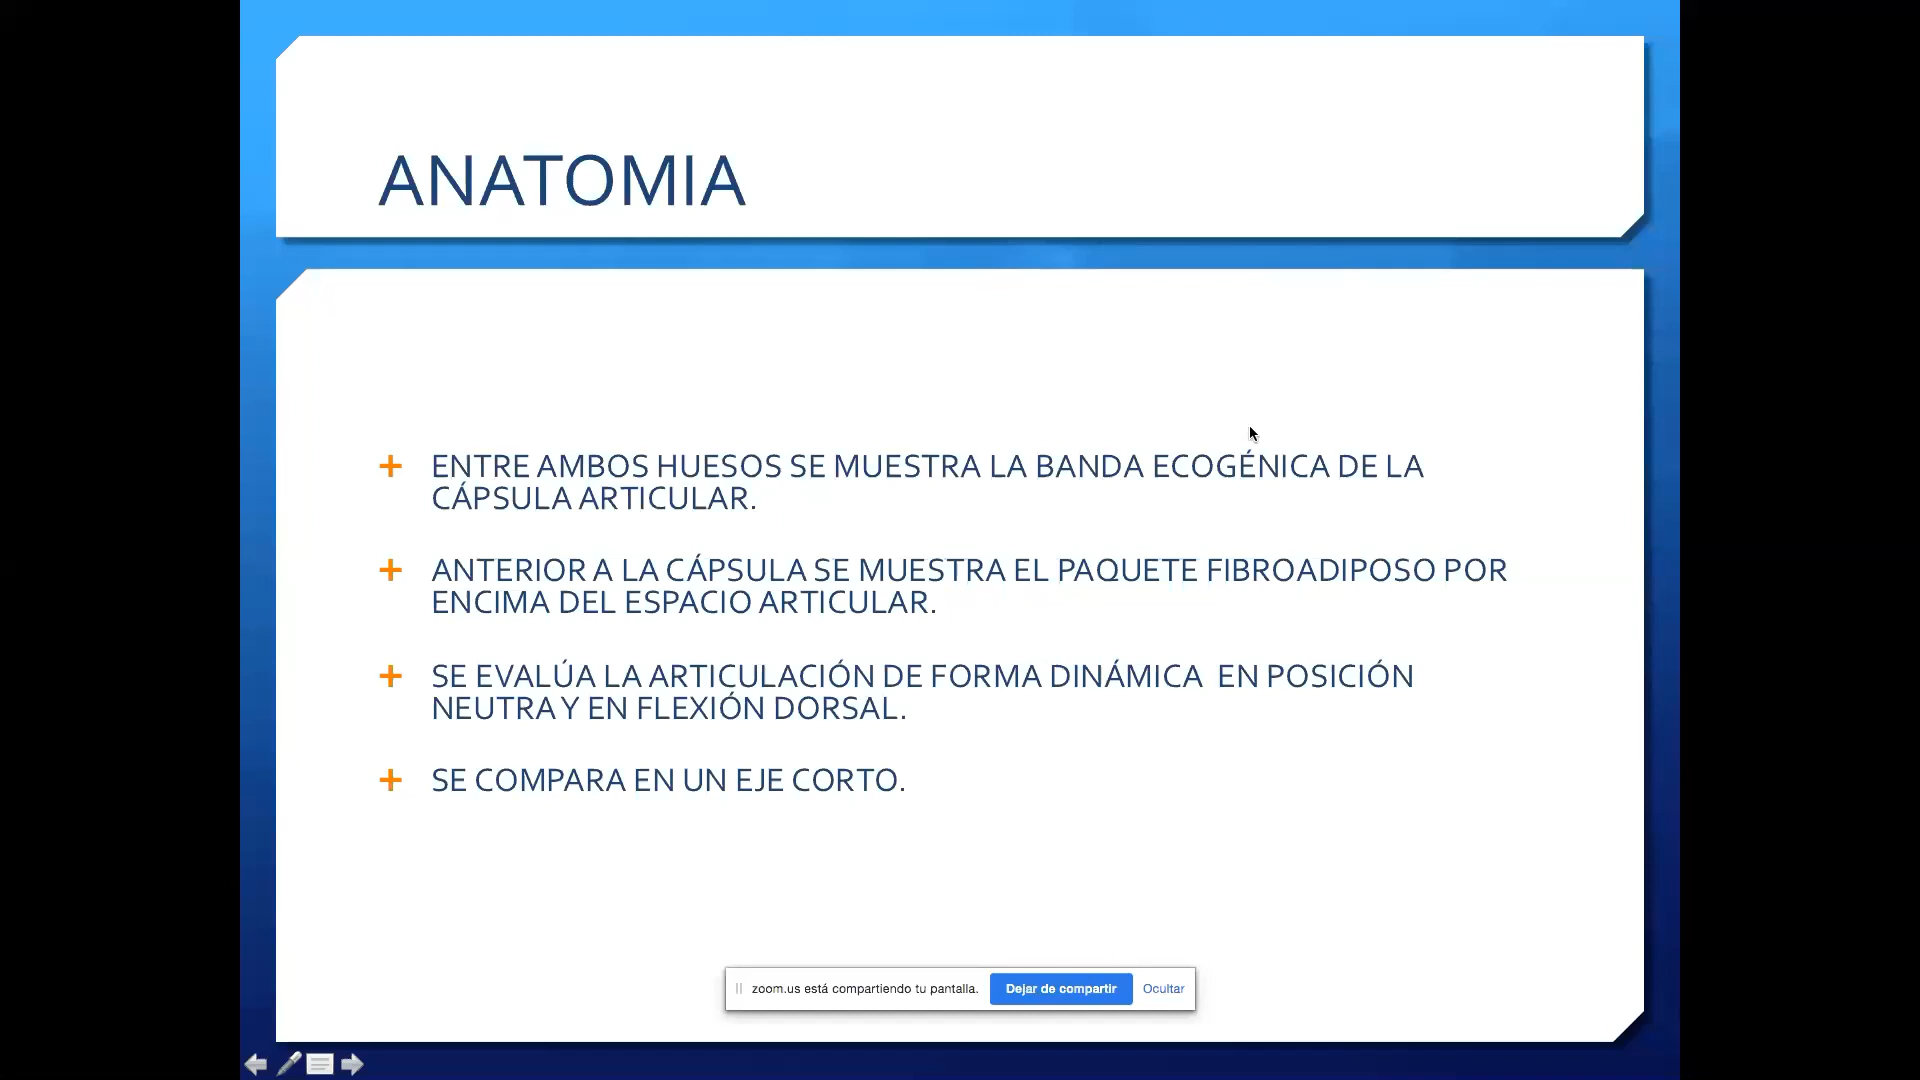 ANATOMIA
+ ENTRE AMBOS HUESOS SE MUESTRA LA BANDA ECOGÉNICA DE LA
CÁPSULA ARTICULAR.
+ ANTERIOR A LA CÁPSULA SE MUESTRA EL PAQUETE FIBROADIPOSO POR
ENCIMA DEL ESPACIO ARTICULAR.
+ SE EVALÚA LA ARTICULACIÓN DE FORMA DINÁMICA EN POSICIÓN
NEUTRA Y EN FLEXIÓN DORSAL.
+ SE COMPARA EN UN EJE CORTO.
zoom.us está compartiendo tu pantalla. Dejar de compartir Ocultar